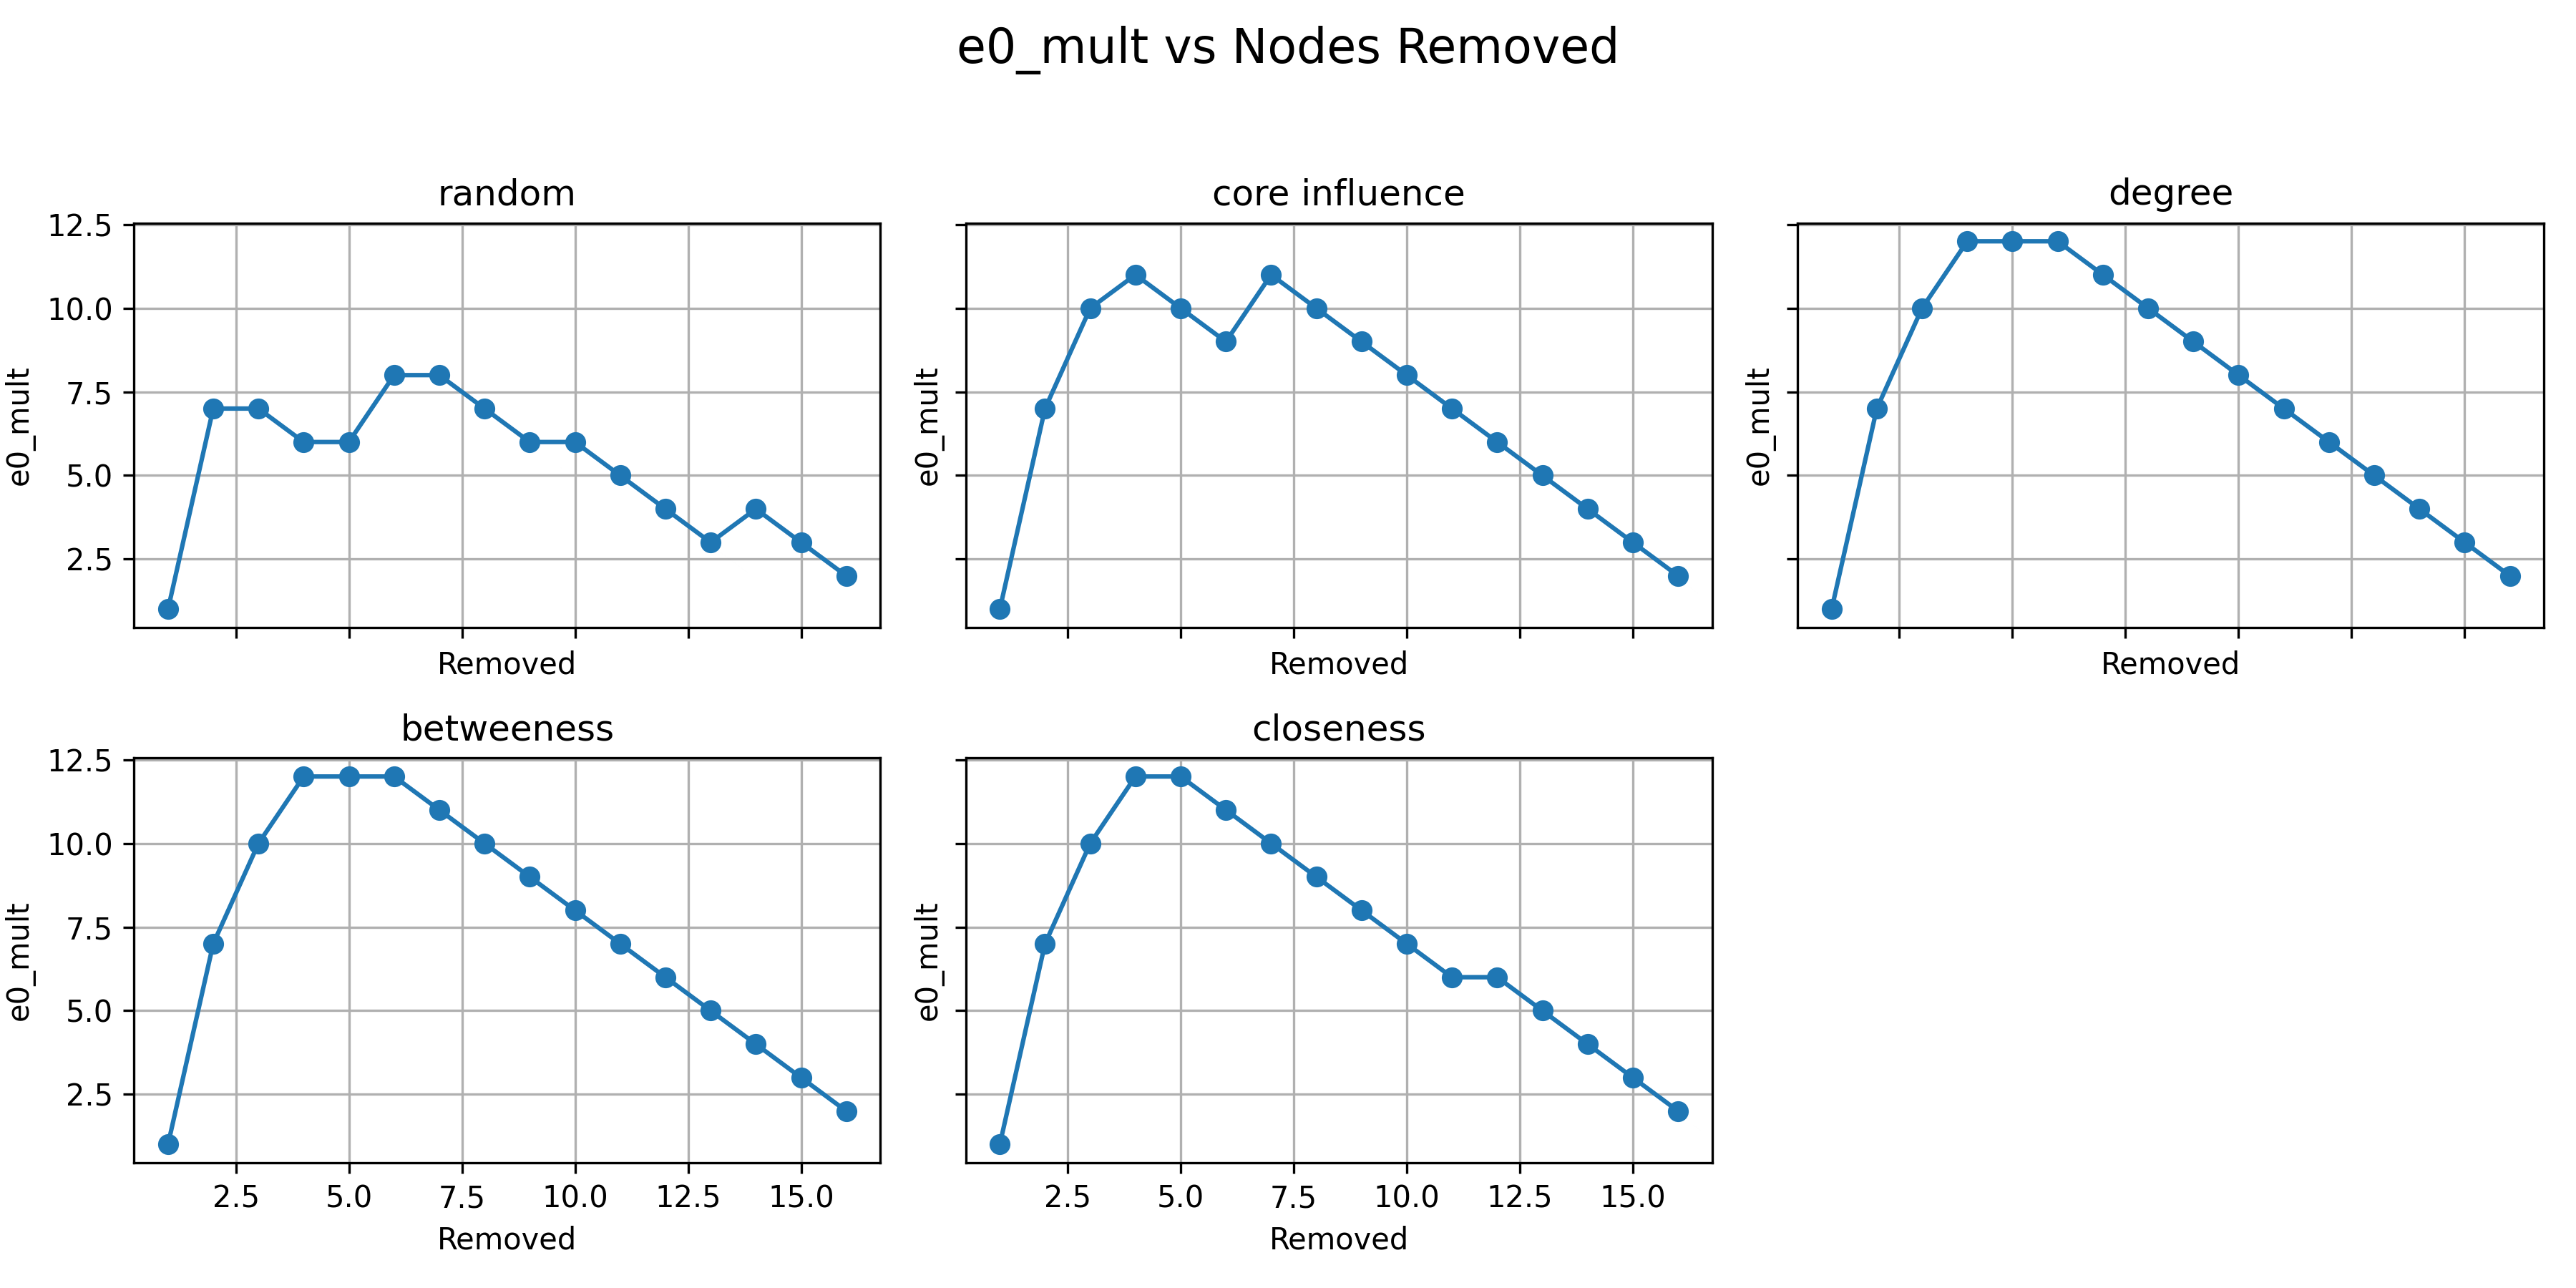 e0_mult vs Nodes Removed
random
core influence
degree
12.5
10.0
7.5
5.0
2.5
e0_mult
e0_mult
e0_mult
Removed
Removed
Removed
betweeness
closeness
12.5
10.0
7.5
5.0
2.5
e0_mult
e0_mult
2.5 5.0 7.5 10.0 12.5 15.0
2.5 5.0 7.5 10.0 12.5 15.0
Removed
Removed